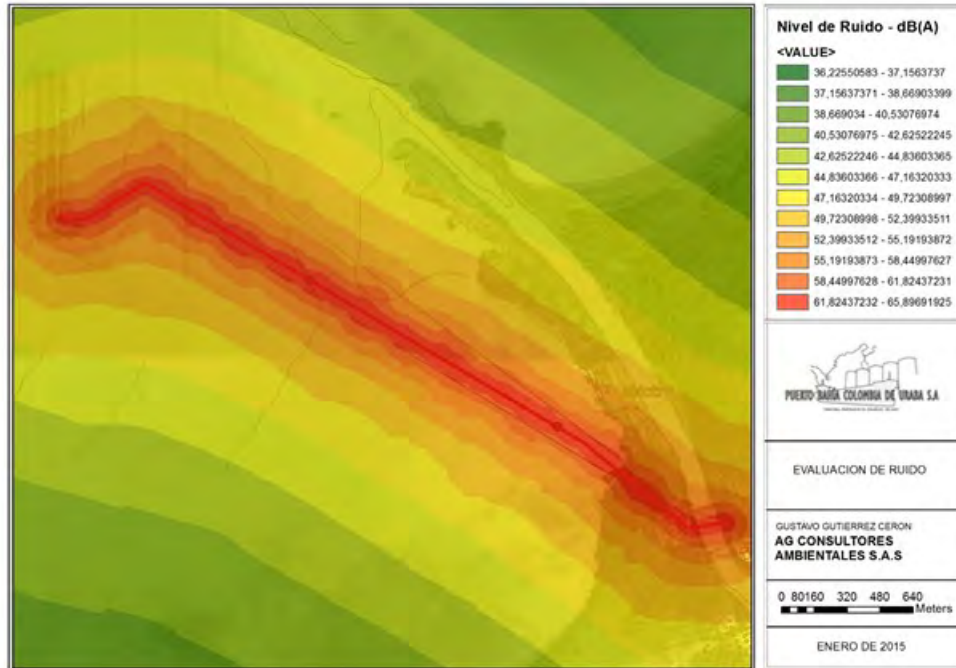 Nivel de Ruido - dB(A)
<VALUE>
36,22550583 - 37,1563737
37,15637371 - 38,66903399
38,669034 - 40,53076974
40,53076975 - 42,62522245
42,62522246 - 44,83603365
44,83603366 - 47,16320333
47,16320334 - 49,72308997
49,72308998 - 52,39933511
52,39933512 - 55,19193872
55,19193873 - 58,44997627
58,44997628 - 61,82437231
61,82437232 - 65,89691925
PUERTO BAHIA COLOMBIA DE URABA S.A
EVALUACION DE RUIDO
GUSTAVO GUTIERREZ CERON
AG CONSULTORES
AMBIENTALES S.A.S
0 80160 320 480 640
Meters
ENERO DE 2015